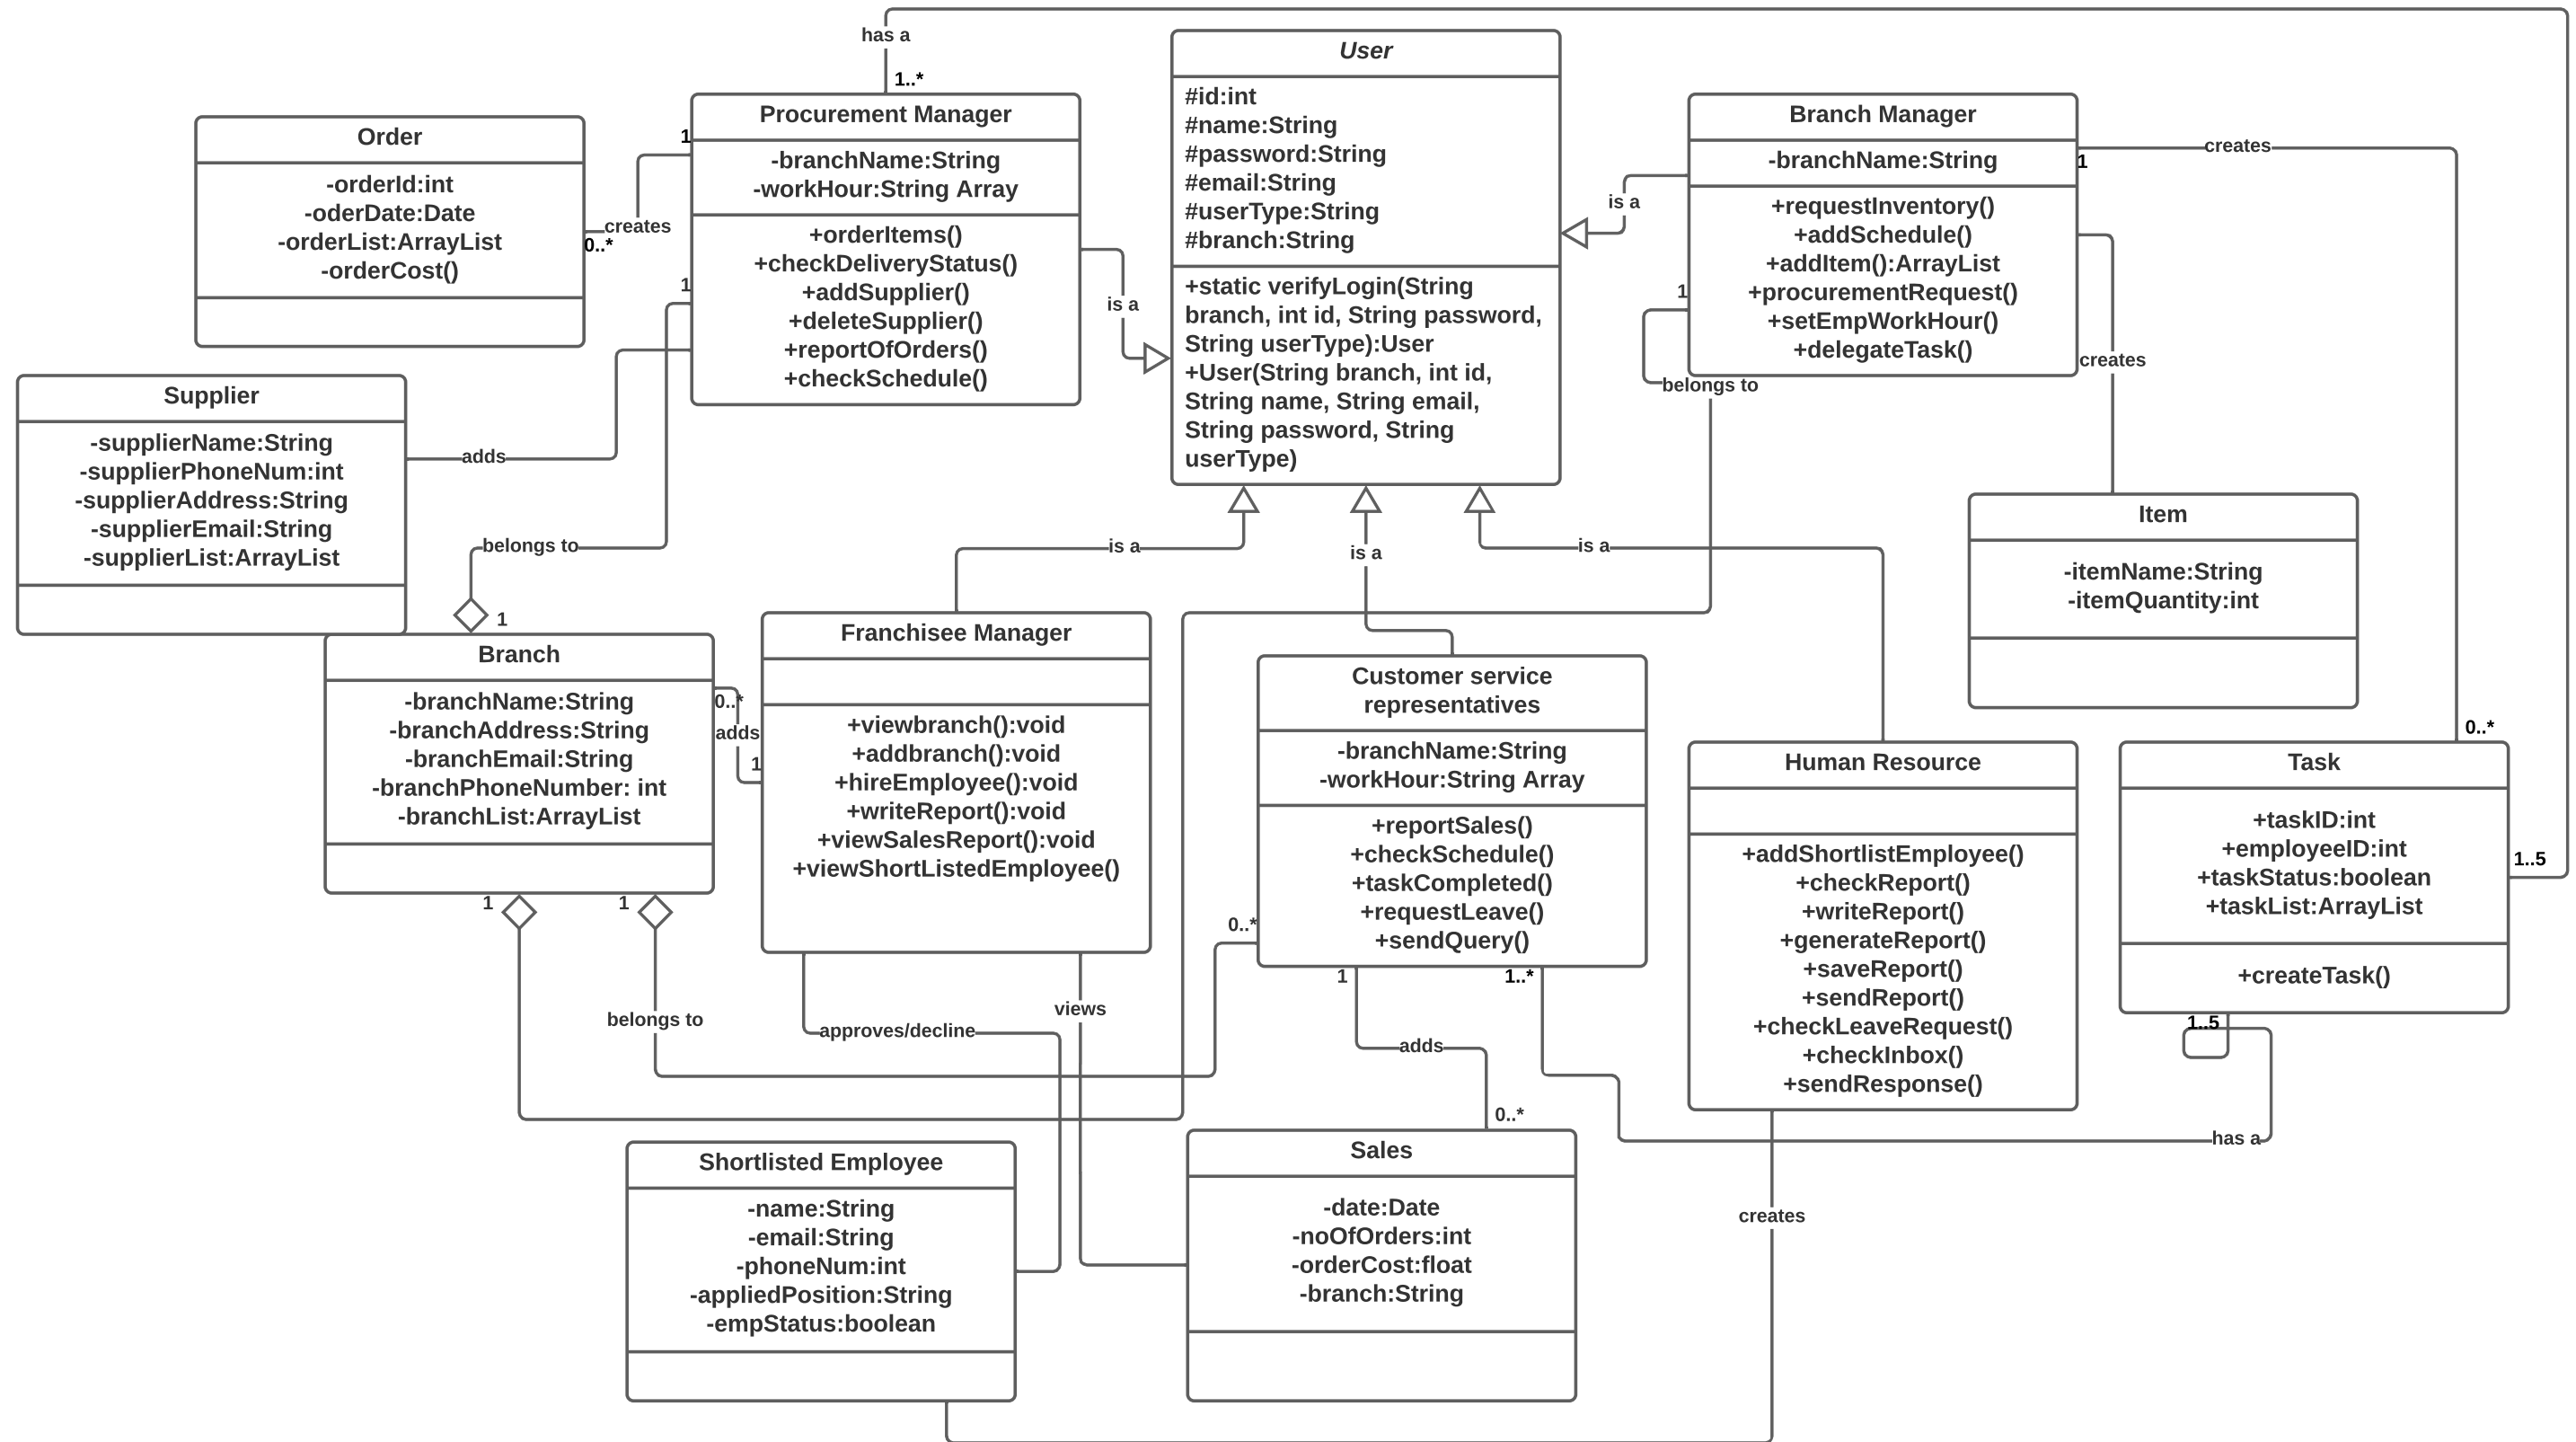 has a
1..*
User
#id:int
#name:String
#password:String
#email:String
#userType:String
#branch:String
+static verifyLogin(String
branch, int id, String password,
String userType):User
+User(String branch, int id,
String name, String email,
String password, String
userType)
Procurement Manager
-branchName:String
-workHour:String Array
+orderItems()
+checkDeliveryStatus()
+addSupplier()
+deleteSupplier()
+reportOfOrders()
+checkSchedule()
Branch Manager
-branchName:String
+requestInventory()
+addSchedule()
+addItem():ArrayList
+procurementRequest()
+setEmpWorkHour()
+delegateTask()
creates
1
is a
1
belongs to
creates
Order
-orderId:int
-oderDate:Date
-orderList:ArrayList
-orderCost()
1
creates
0..*
1
is a
Supplier
-supplierName:String
-supplierPhoneNum:int
-supplierAddress:String
-supplierEmail:String
-supplierList:ArrayList
adds
belongs to
1
is a
is a
is a
Item
-itemName:String
-itemQuantity:int
Branch
-branchName:String
-branchAddress:String
-branchEmail:String
-branchPhoneNumber: int
-branchList:ArrayList
0..*
adds
1
Franchisee Manager
+viewbranch():void
+addbranch():void
+hireEmployee():void
+writeReport():void
+viewSalesReport():void
+viewShortListedEmployee()
Customer service
representatives
-branchName:String
-workHour:String Array
+reportSales()
+checkSchedule()
+taskCompleted()
+requestLeave()
+sendQuery()
Human Resource
+addShortlistEmployee()
+checkReport()
+writeReport()
+generateReport()
+saveReport()
+sendReport()
+checkLeaveRequest()
+checkInbox()
+sendResponse()
0..*
Task
+taskID:int
+employeeID:int
+taskStatus:boolean
+taskList:ArrayList
+createTask()
1..5
1..5
1
1
0..*
1
1..*
belongs to
approves/decline
views
adds
0..*
has a
creates
Shortlisted Employee
-name:String
-email:String
-phoneNum:int
-appliedPosition:String
-empStatus:boolean
Sales
-date:Date
-noOfOrders:int
-orderCost:float
-branch:String